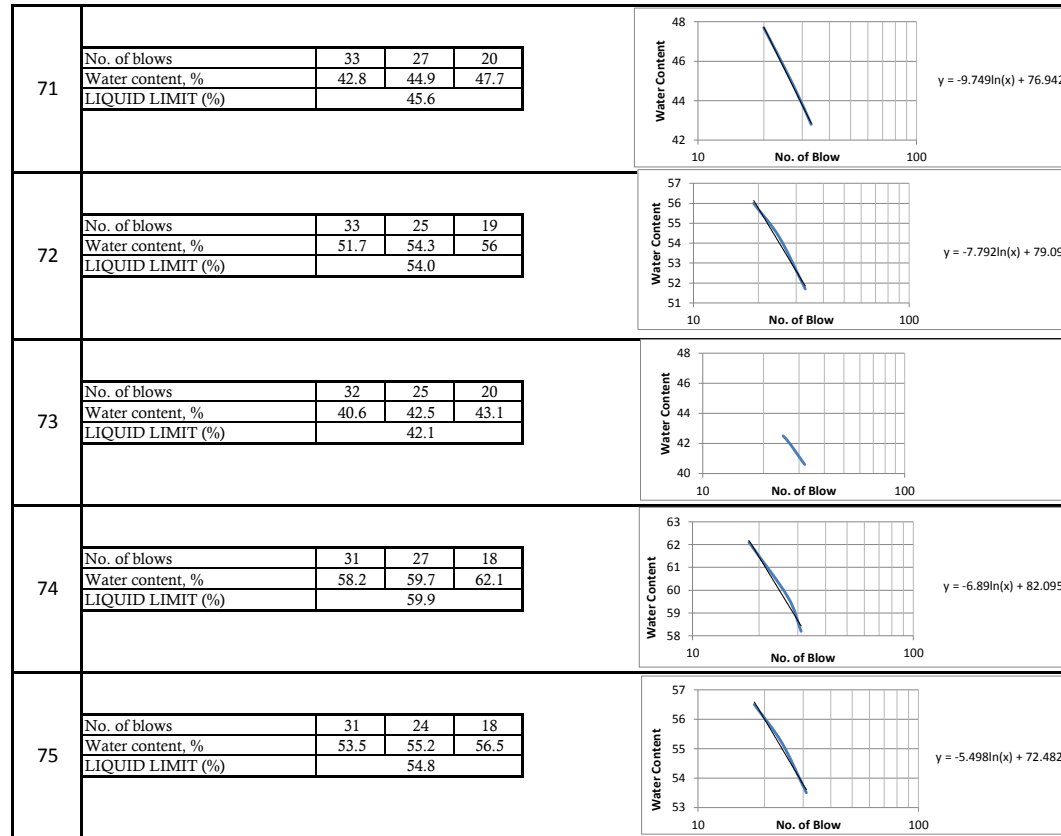 71
No. of blows 33 27 20
Water content, % 42.8 44.9 47.7
LIQUID LIMIT (%) 45.6
48
46
44
42
10 100
Water Content
No. of Blow
y = -9.749ln(x) + 76.942
72
No. of blows 33 25 19
Water content, % 51.7 54.3 56
LIQUID LIMIT (%) 54.0
57
56
55
54
53
52
51
10 100
Water Content
No. of Blow
y = -7.792ln(x) + 79.09
73
No. of blows 32 25 20
Water content, % 40.6 42.5 43.1
LIQUID LIMIT (%) 42.1
48
46
44
42
40
10 100
Water Content
No. of Blow
74
No. of blows 31 27 18
Water content, % 58.2 59.7 62.1
LIQUID LIMIT (%) 59.9
63
62
61
60
59
58
10 100
Water Content
No. of Blow
y = -6.89ln(x) + 82.095
75
No. of blows 31 24 18
Water content, % 53.5 55.2 56.5
LIQUID LIMIT (%) 54.8
57
56
55
54
53
10 100
Water Content
No. of Blow
y = -5.498ln(x) + 72.482